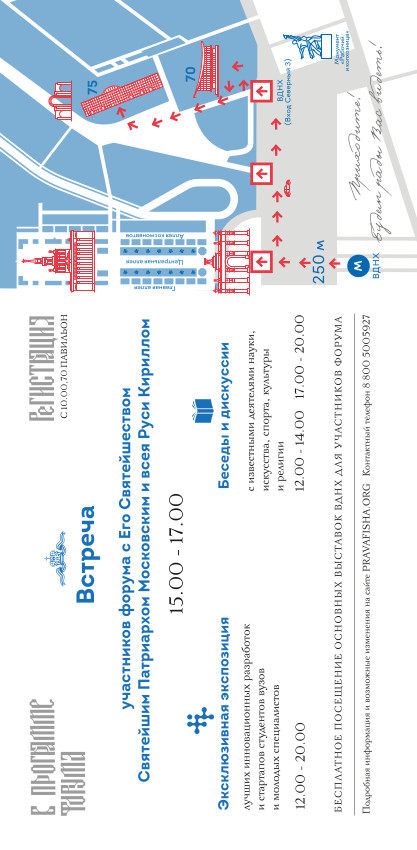 В программе
форума
Регистрация
С 10.00, 70 ПАВИЛЬОН
Встреча
участников форума с Его Святейшеством
Святейшим Патриархом Московским и всея Руси Кириллом
15.00 - 17.00
Эксклюзивная экспозиция
лучших инновационных разработок
и стартапов студентов вузов
и молодых специалистов
12.00 - 20.00
Беседы и дискуссии
с известными деятелями науки,
искусства, спорта, культуры
и религии
12.00 - 14.00 17.00 - 20.00
БЕСПЛАТНОЕ ПОСЕЩЕНИЕ ОСНОВНЫХ ВЫСТАВОК ВДНХ ДЛЯ УЧАСТНИКОВ ФОРУМА
Подробная информация и возможные изменения на сайте PRAVAFISHA.ORG Контактный телефон 8 800 5005927
75
70
ВДНХ
(Вход Северный 3)
Монумент
«Рабочий
и колхозница»
Аллея космонавтов
Центральная аллея
Главная аллея
250 м
М
ВДНХ
Приходите!
Будем рады Вас видеть!